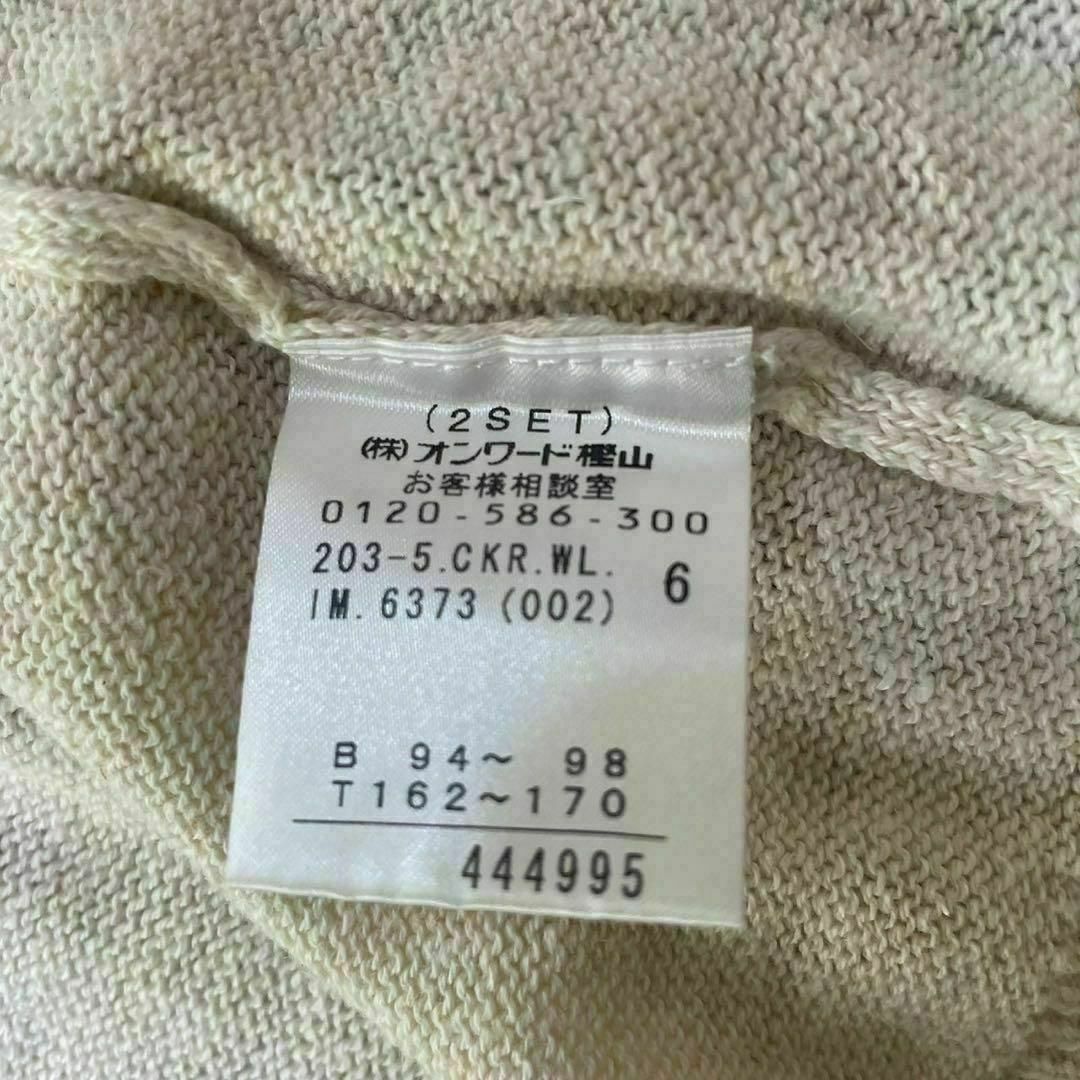 (2SET)
(株)オンワード樫山
お客様相談室
0120-586-300
203-5.CKR.WL. 6
IM.6373(002)
B 94~ 98
T162~170
444995